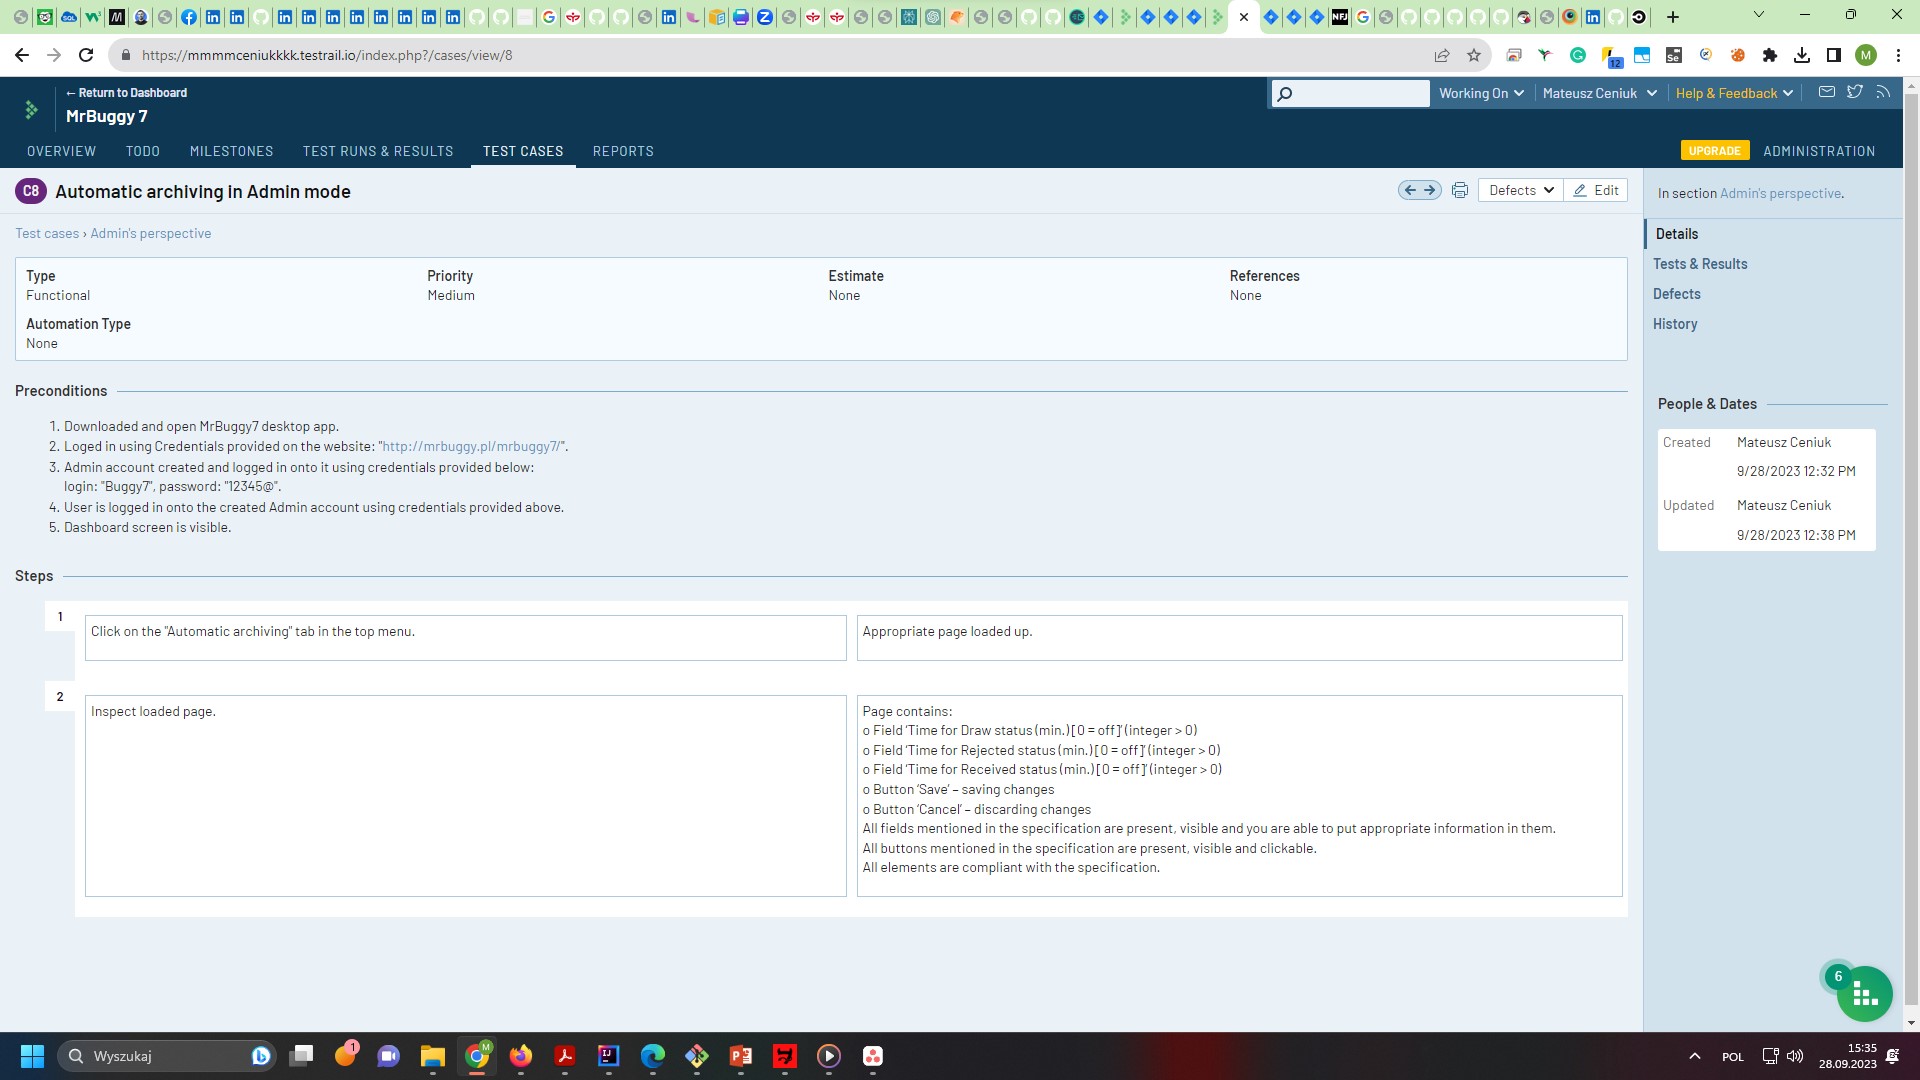 https://mmmmceniukkkk.testrail.io/index.php?/cases/view/8
12
Se
M
← Return to Dashboard
MrBuggy 7
Working On
Mateusz Ceniuk
Help & Feedback
OVERVIEW
TODO
MILESTONES
TEST RUNS & RESULTS
TEST CASES
REPORTS
UPGRADE
ADMINISTRATION
C8
Automatic archiving in Admin mode
Defects
Edit
Test cases › Admin's perspective
Type
Functional
Priority
Medium
Estimate
None
References
None
Automation Type
None
Preconditions
1. Downloaded and open MrBuggy7 desktop app.
2. Loged in using Credentials provided on the website: "http://mrbuggy.pl/mrbuggy7/".
3. Admin account created and logged in onto it using credentials provided below:
login: "Buggy7", password: "12345@".
4. User is logged in onto the created Admin account using credentials provided above.
5. Dashboard screen is visible.
Steps
1
Click on the "Automatic archiving" tab in the top menu.
Appropriate page loaded up.
2
Inspect loaded page.
Page contains:
o Field ‘Time for Draw status (min.) [0 = off]’ (integer > 0)
o Field ‘Time for Rejected status (min.) [0 = off]’ (integer > 0)
o Field ‘Time for Received status (min.) [0 = off]’ (integer > 0)
o Button ‘Save’ – saving changes
o Button ‘Cancel’ – discarding changes
All fields mentioned in the specification are present, visible and you are able to put appropriate information in them.
All buttons mentioned in the specification are present, visible and clickable.
All elements are compliant with the specification.
In section Admin's perspective.
Details
Tests & Results
Defects
History
People & Dates
Created
Mateusz Ceniuk
9/28/2023 12:32 PM
Updated
Mateusz Ceniuk
9/28/2023 12:38 PM
6
Wyszukaj
1
M
POL
15:35
28.09.2023